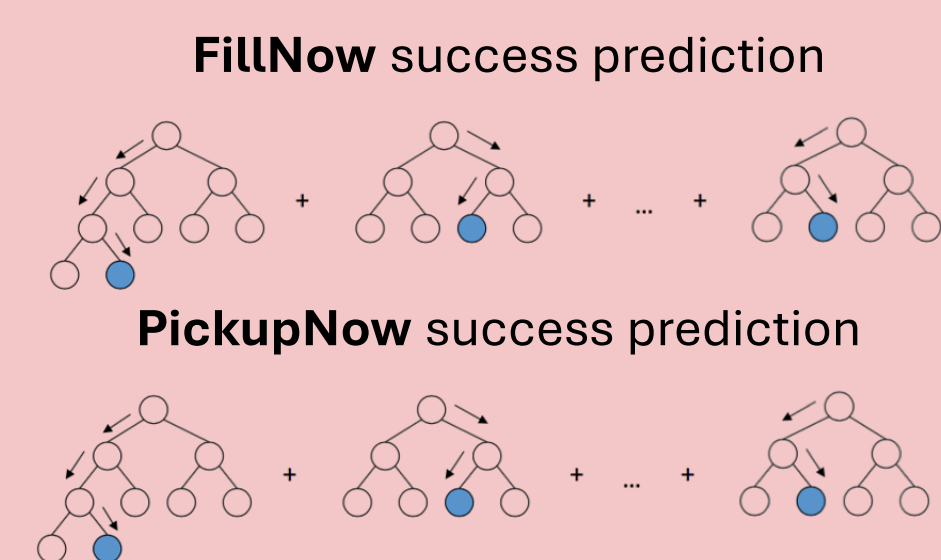 FillNow success prediction
+ + ... +
PickupNow success prediction
+ + ... +